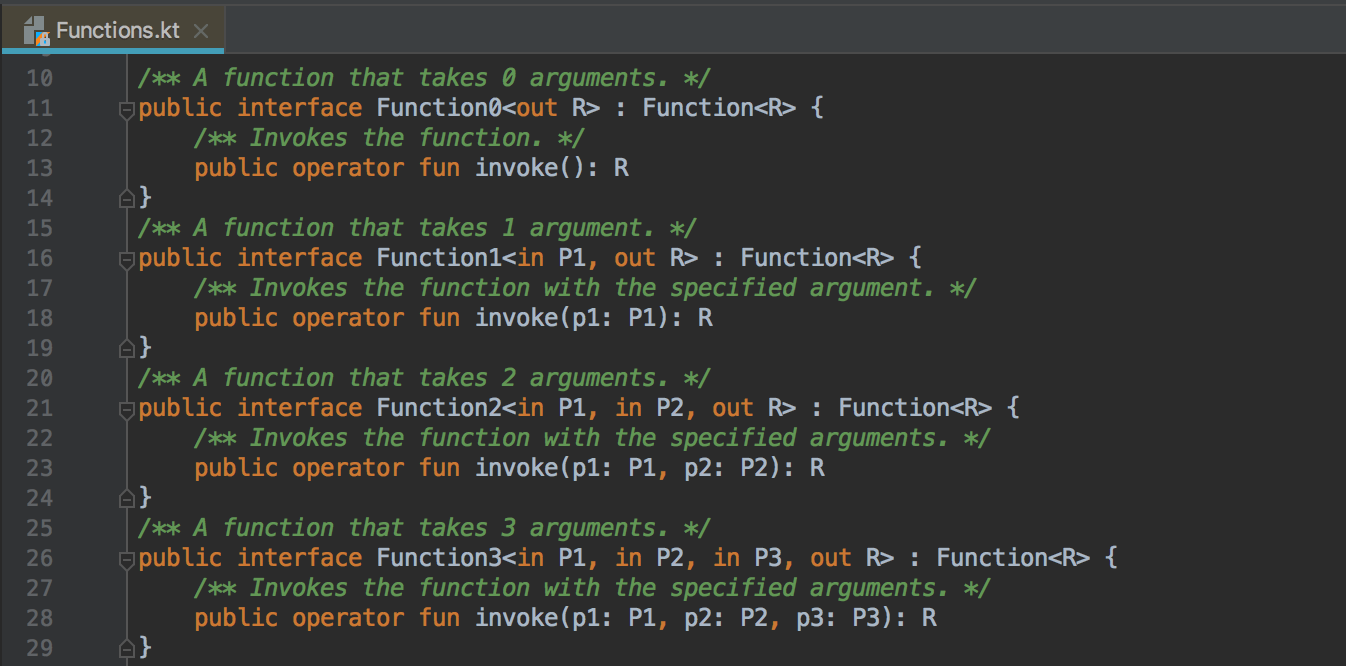 Functions.kt
10 /** A function that takes 0 arguments. */
11 public interface Function0<out R> : Function<R> {
12     /** Invokes the function. */
13     public operator fun invoke(): R
14 }
15 /** A function that takes 1 argument. */
16 public interface Function1<in P1, out R> : Function<R> {
17     /** Invokes the function with the specified argument. */
18     public operator fun invoke(p1: P1): R
19 }
20 /** A function that takes 2 arguments. */
21 public interface Function2<in P1, in P2, out R> : Function<R> {
22     /** Invokes the function with the specified arguments. */
23     public operator fun invoke(p1: P1, p2: P2): R
24 }
25 /** A function that takes 3 arguments. */
26 public interface Function3<in P1, in P2, in P3, out R> : Function<R> {
27     /** Invokes the function with the specified arguments. */
28     public operator fun invoke(p1: P1, p2: P2, p3: P3): R
29 }